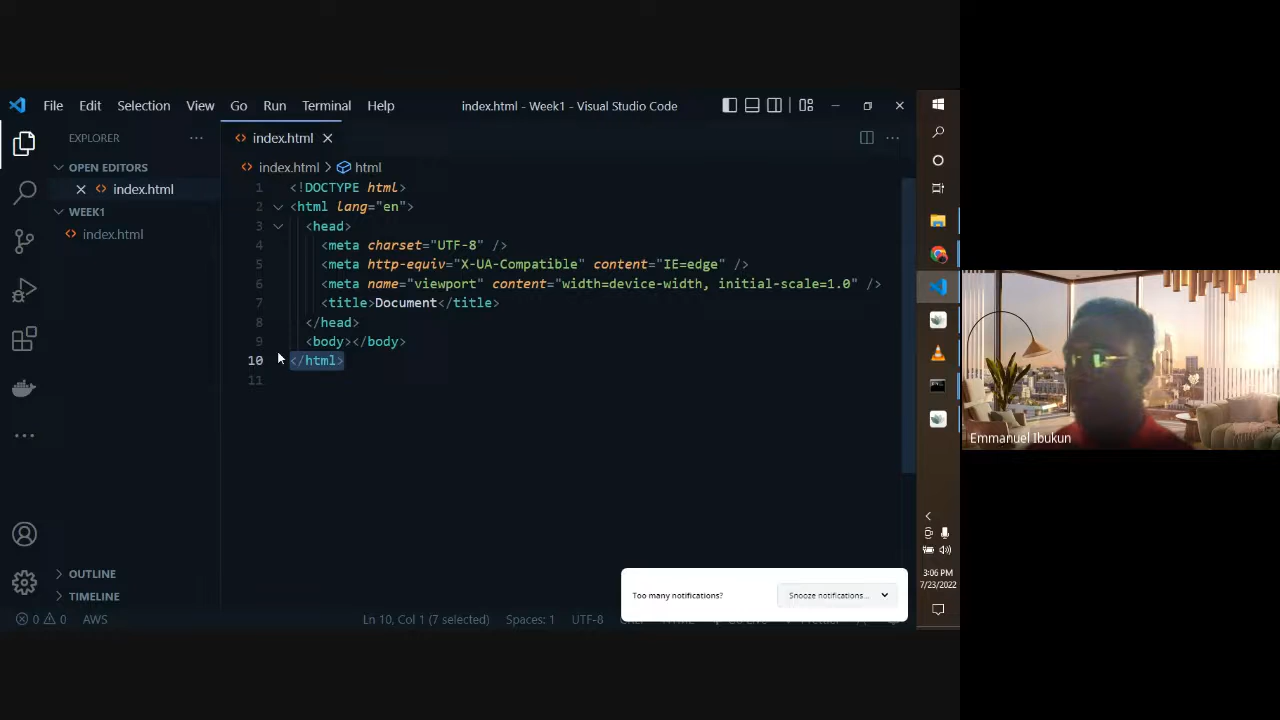 File Edit Selection View Go Run Terminal Help index.html - Week1 - Visual Studio Code
EXPLORER
index.html
OPEN EDITORS
index.html
WEEK1
index.html
index.html > html
1 <!DOCTYPE html>
2 <html lang="en">
3 <head>
4 <meta charset="UTF-8" />
5 <meta http-equiv="X-UA-Compatible" content="IE=edge" />
6 <meta name="viewport" content="width=device-width, initial-scale=1.0" />
7 <title>Document</title>
8 </head>
9 <body></body>
10 </html>
11
Emmanuel Ibukun
OUTLINE
TIMELINE
Too many notifications? Snooze notifications...
0 0 AWS Ln 10, Col 1 (7 selected) Spaces: 1 UTF-8
3:06 PM
7/23/2022